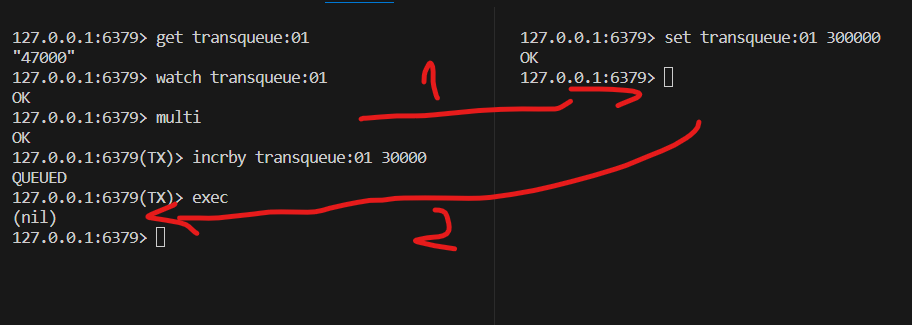 127.0.0.1:6379> get transqueue:01
"47000"
127.0.0.1:6379> watch transqueue:01
OK
127.0.0.1:6379> multi
OK
127.0.0.1:6379(TX)> incrby transqueue:01 30000
QUEUED
127.0.0.1:6379(TX)> exec
(nil)
127.0.0.1:6379>
1
2
127.0.0.1:6379> set transqueue:01 300000
OK
127.0.0.1:6379>